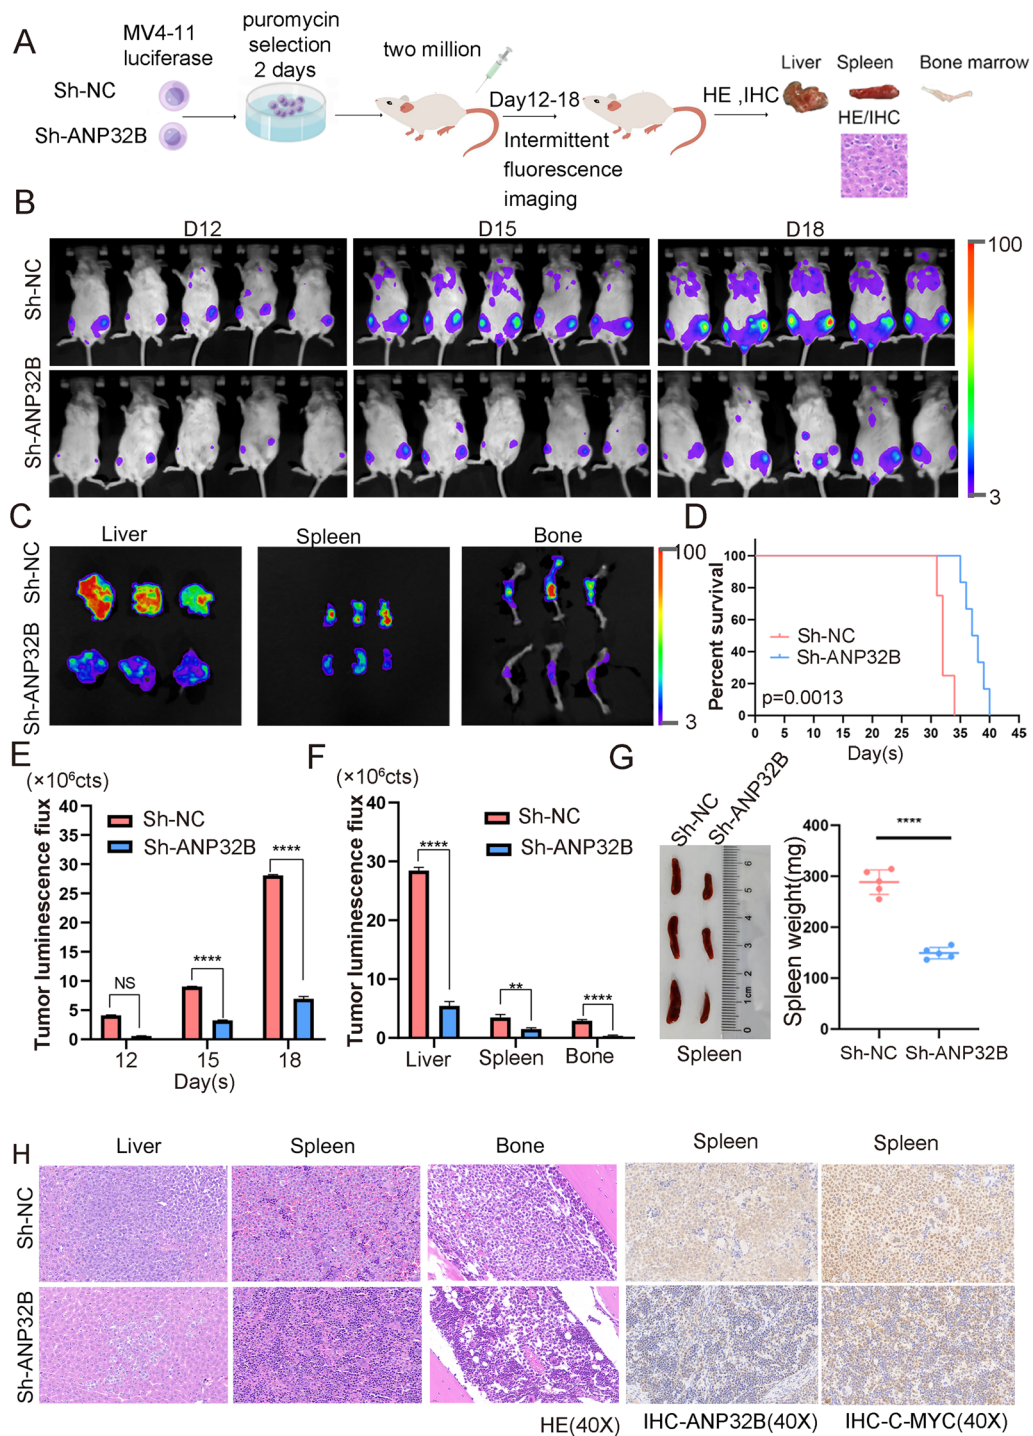 A
MV4-11
luciferase
Sh-NC
Sh-ANP32B
puromycin
selection
2 days
two million
Day12-18
Intermittent
fluorescence
imaging
HE ,IHC
Liver Spleen Bone marrow
HE/IHC
B
D12 D15 D18
Sh-NC
Sh-ANP32B
100
3
C
Liver Spleen Bone
Sh-NC
Sh-ANP32B
100
3
D
Percent survival
100
80
60
40
20
0
Sh-NC
Sh-ANP32B
p=0.0013
0 5 10 15 20 25 30 35 40 45
Day(s)
E
(×10⁶cts)
Tumor luminescence fiux
40
35
30
25
20
15
10
5
0
Sh-NC
Sh-ANP32B
NS
****
****
12 15 18
Day(s)
F
(×10⁶cts)
Tumor luminescence fiux
40
30
20
10
0
Sh-NC
Sh-ANP32B
****
**
****
Liver Spleen Bone
G
Sh-NC
Sh-ANP32B
6
5
4
3
2
1cm
0
Spleen
Spleen weight(mg)
400
300
200
100
0
****
Sh-NC Sh-ANP32B
H
Liver Spleen Bone Spleen Spleen
Sh-NC
Sh-ANP32B
HE(40X) IHC-ANP32B(40X) IHC-C-MYC(40X)